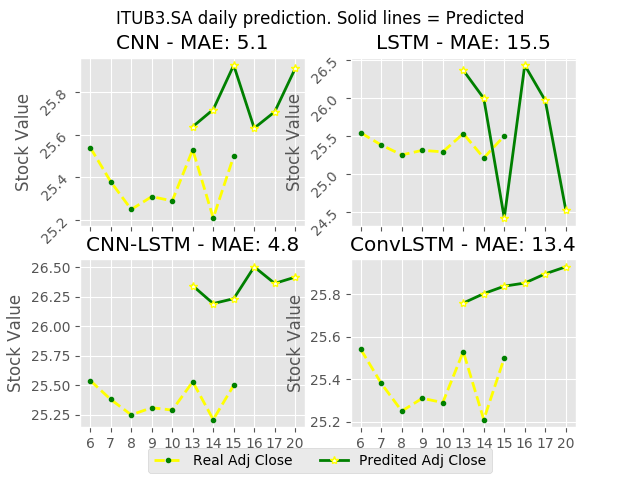 ITUB3.SA daily prediction. Solid lines = Predicted
CNN - MAE: 5.1
Stock Value
25.8
25.6
25.4
25.2
LSTM - MAE: 15.5
Stock Value
26.5
26.0
25.5
25.0
24.5
CNN-LSTM - MAE: 4.8
Stock Value
26.50
26.25
26.00
25.75
25.50
25.25
6 7 8 9 10 13 14 15 16 17 20
ConvLSTM - MAE: 13.4
Stock Value
25.8
25.6
25.4
25.2
6 7 8 9 10 13 14 15 16 17 20
Real Adj Close
Predited Adj Close